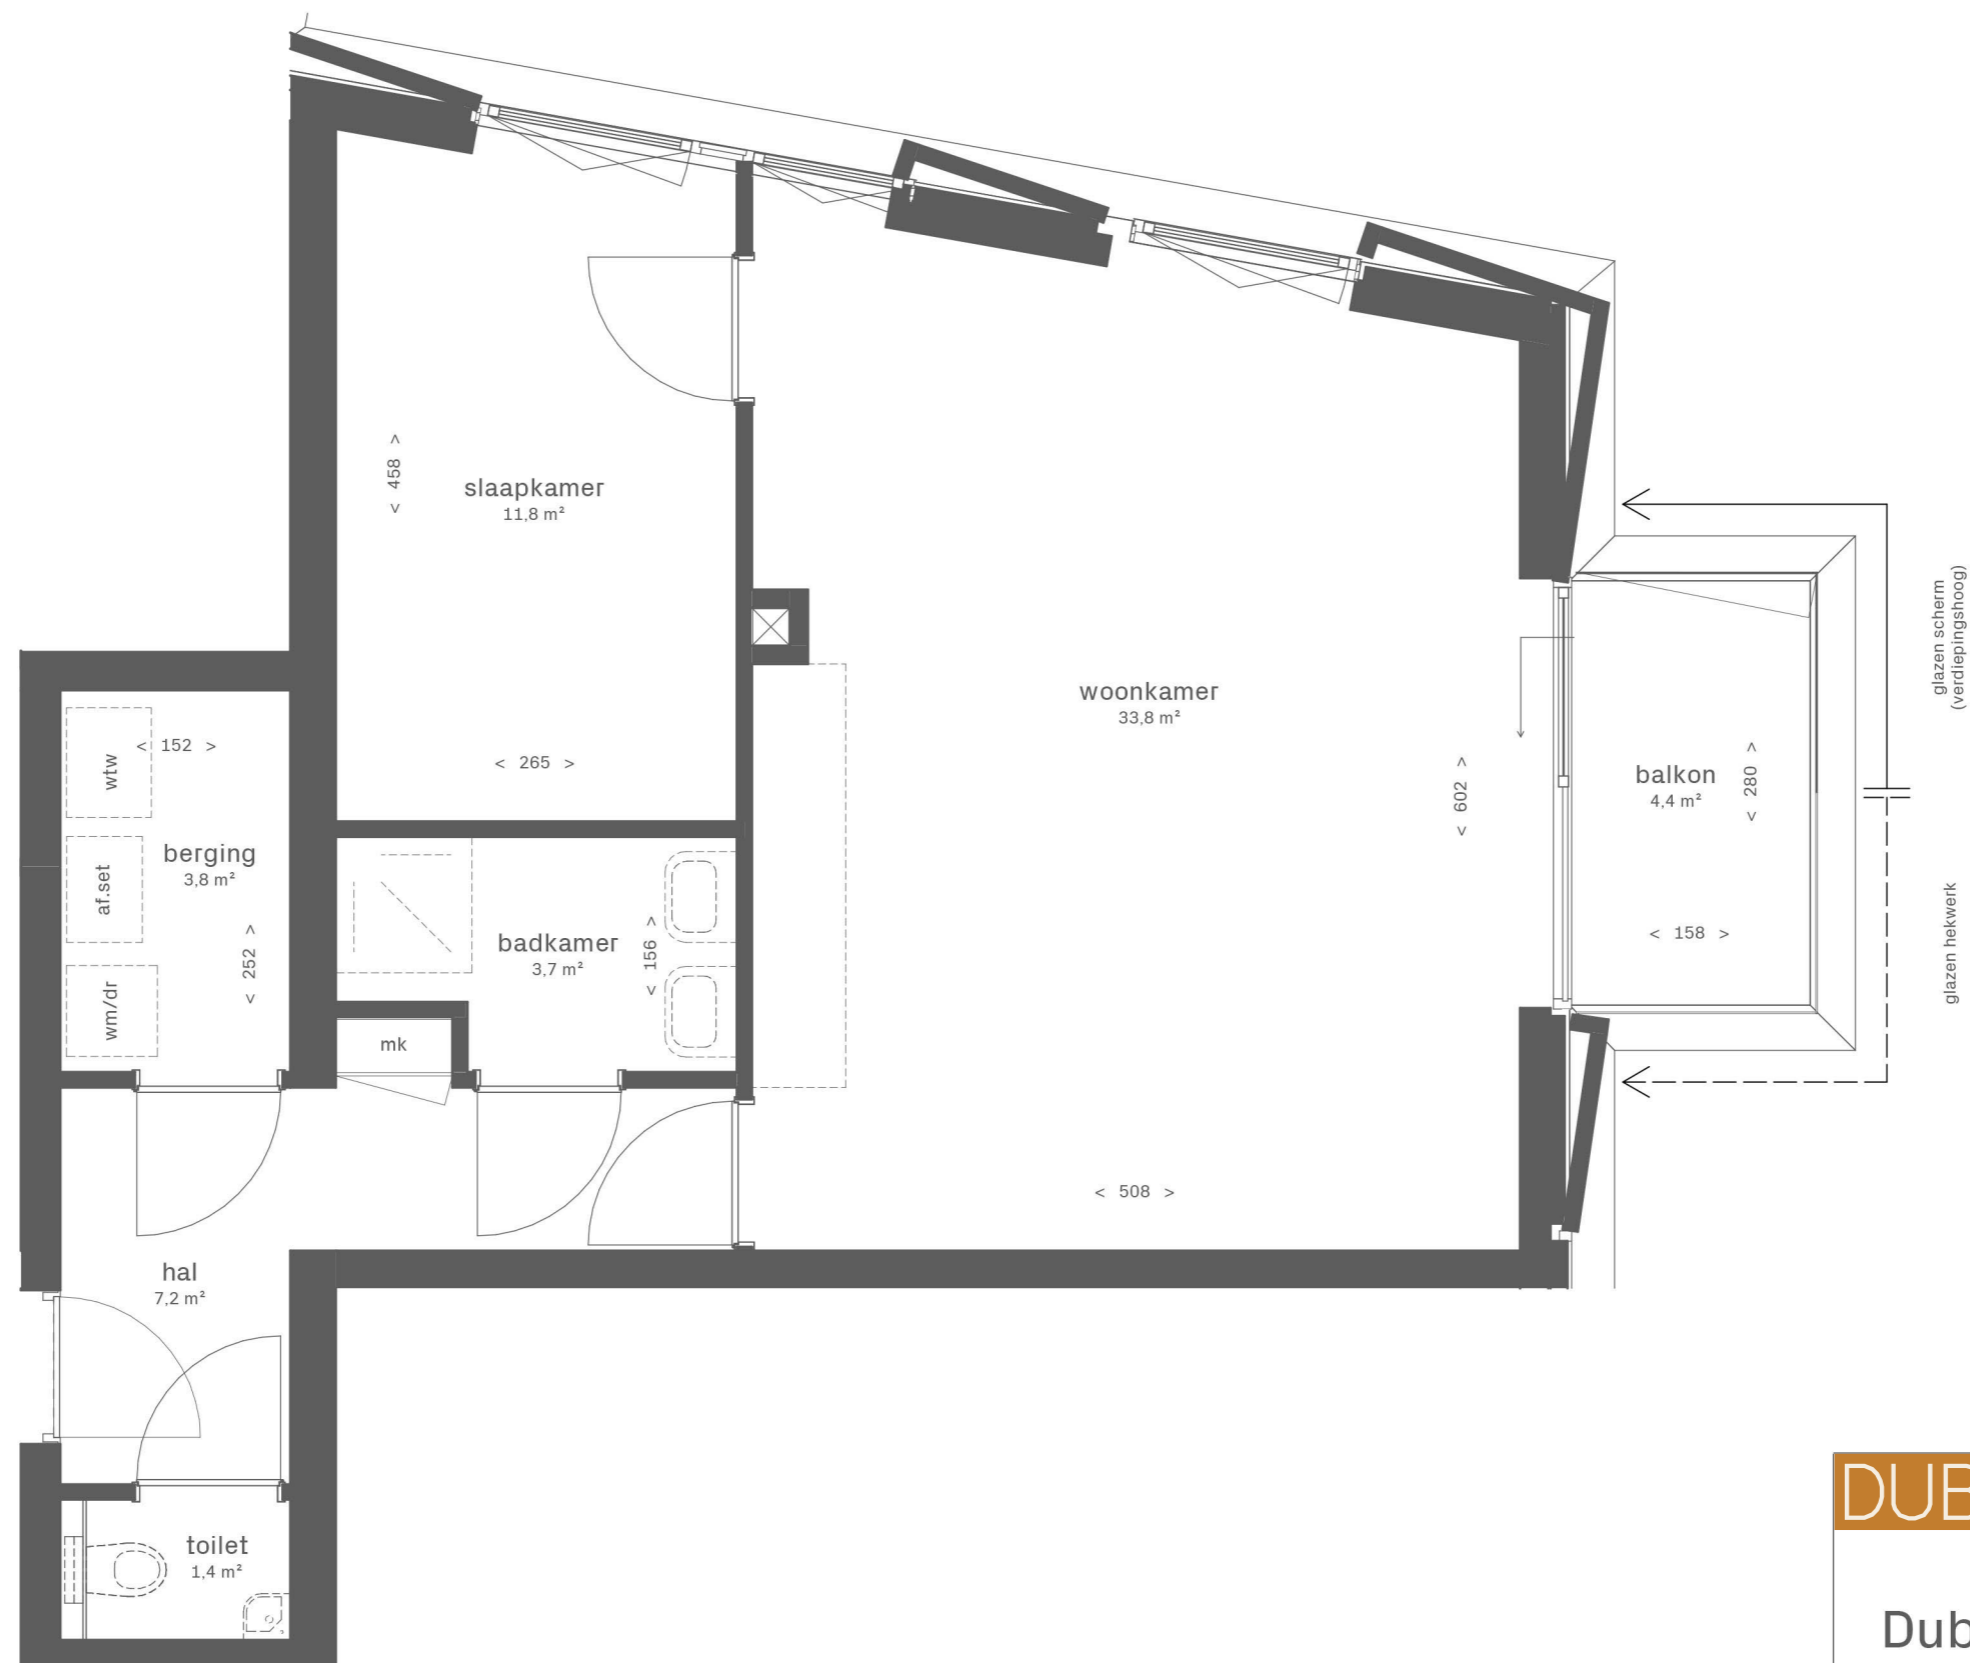 slaapkamer
11,8 m²
< 458 >
< 265 >
woonkamer
33,8 m²
< 602 >
< 508 >
balkon
4,4 m²
< 280 >
< 158 >
glazen scherm
(verdiepingshoog)
glazen hekwerk
wtw
< 152 >
berging
3,8 m²
af.set
< 252 >
wm/dr
badkamer
3,7 m²
< 156 >
mk
hal
7,2 m²
toilet
1,4 m²
DUB
Dub